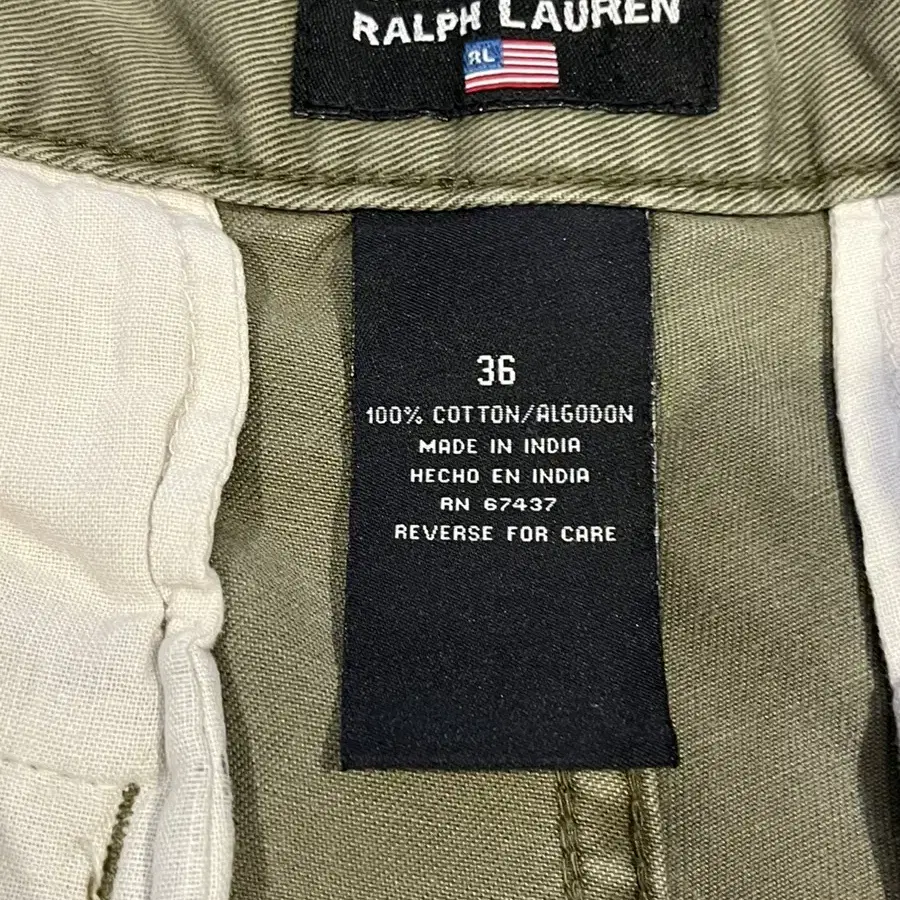 RALPH LAUREN
RL
36
100% COTTON/ALGODON
MADE IN INDIA
HECHO EN INDIA
RN 67437
REVERSE FOR CARE